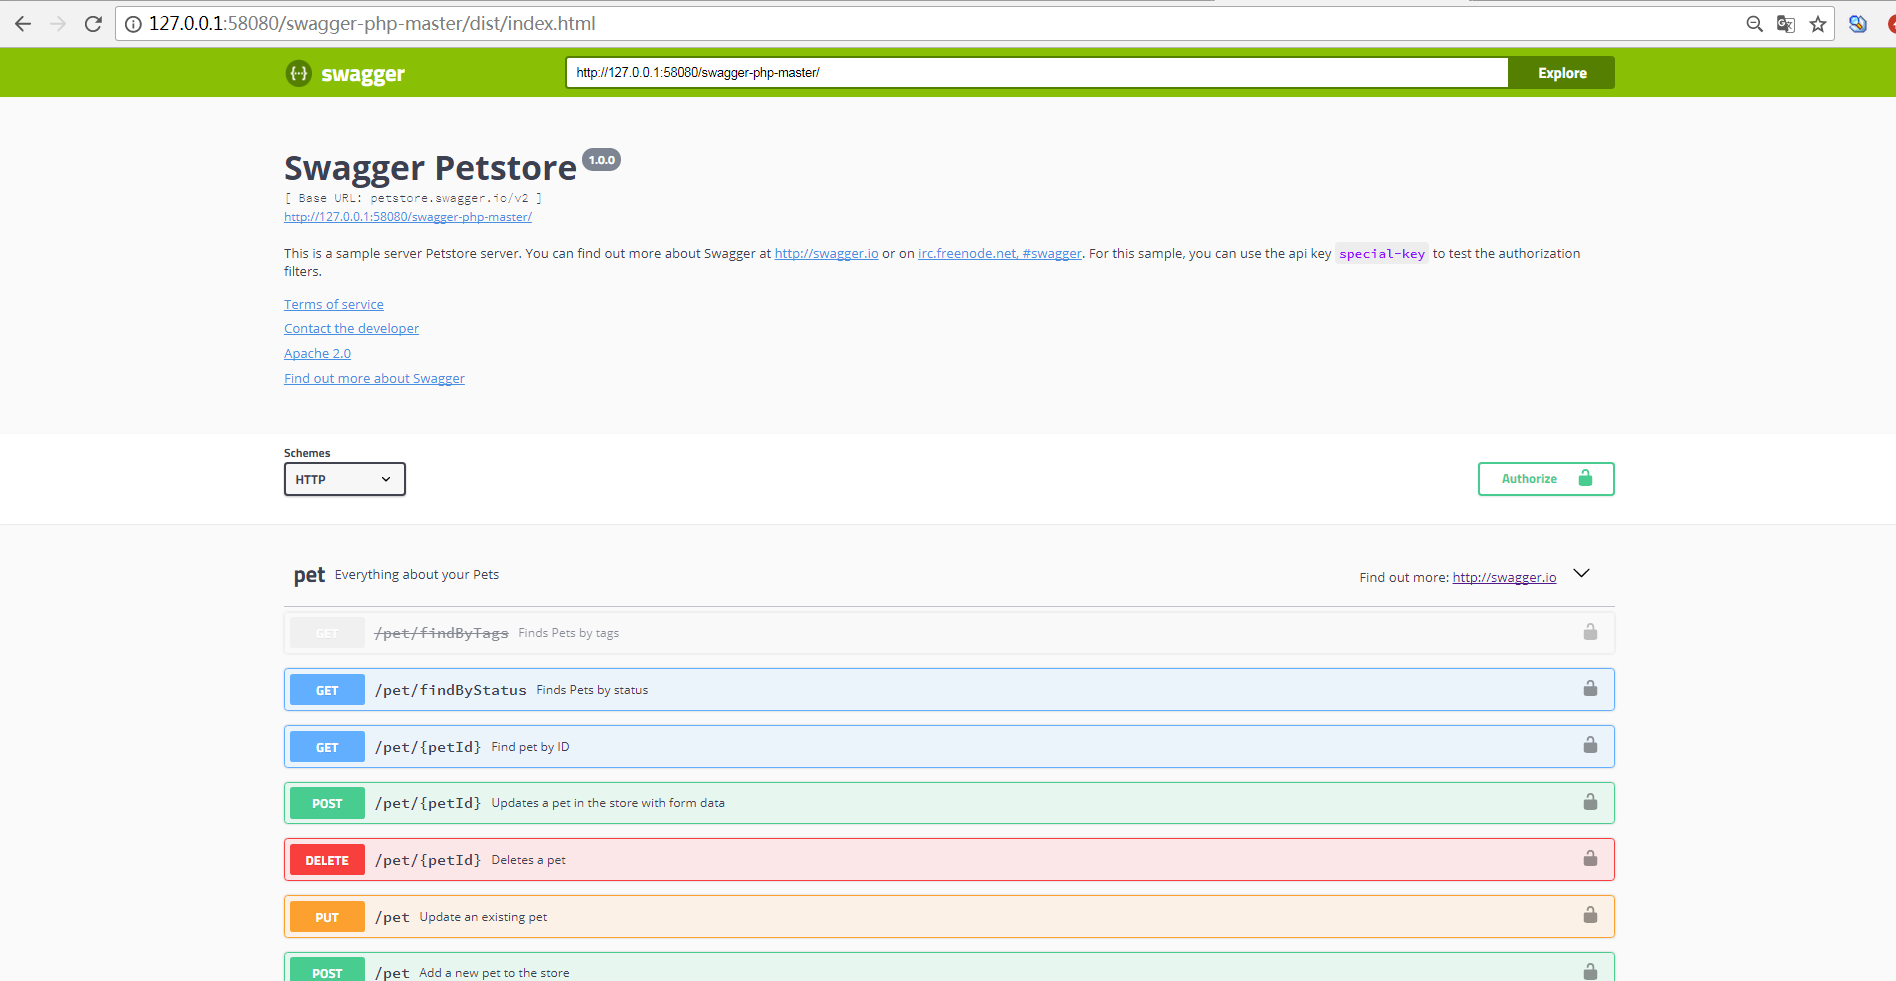 127.0.0.1:58080/swagger-php-master/dist/index.html
{··} swagger http://127.0.0.1:58080/swagger-php-master/ Explore
Swagger Petstore 1.0.0
[ Base URL: petstore.swagger.io/v2 ]
http://127.0.0.1:58080/swagger-php-master/
This is a sample server Petstore server. You can find out more about Swagger at http://swagger.io or on irc.freenode.net, #swagger. For this sample, you can use the api key special-key to test the authorization
filters.
Terms of service
Contact the developer
Apache 2.0
Find out more about Swagger
Schemes
HTTP Authorize
pet Everything about your Pets Find out more: http://swagger.io
GET /pet/findByTags Finds Pets by tags
GET /pet/findByStatus Finds Pets by status
GET /pet/{petId} Find pet by ID
POST /pet/{petId} Updates a pet in the store with form data
DELETE /pet/{petId} Deletes a pet
PUT /pet Update an existing pet
POST /pet Add a new pet to the store